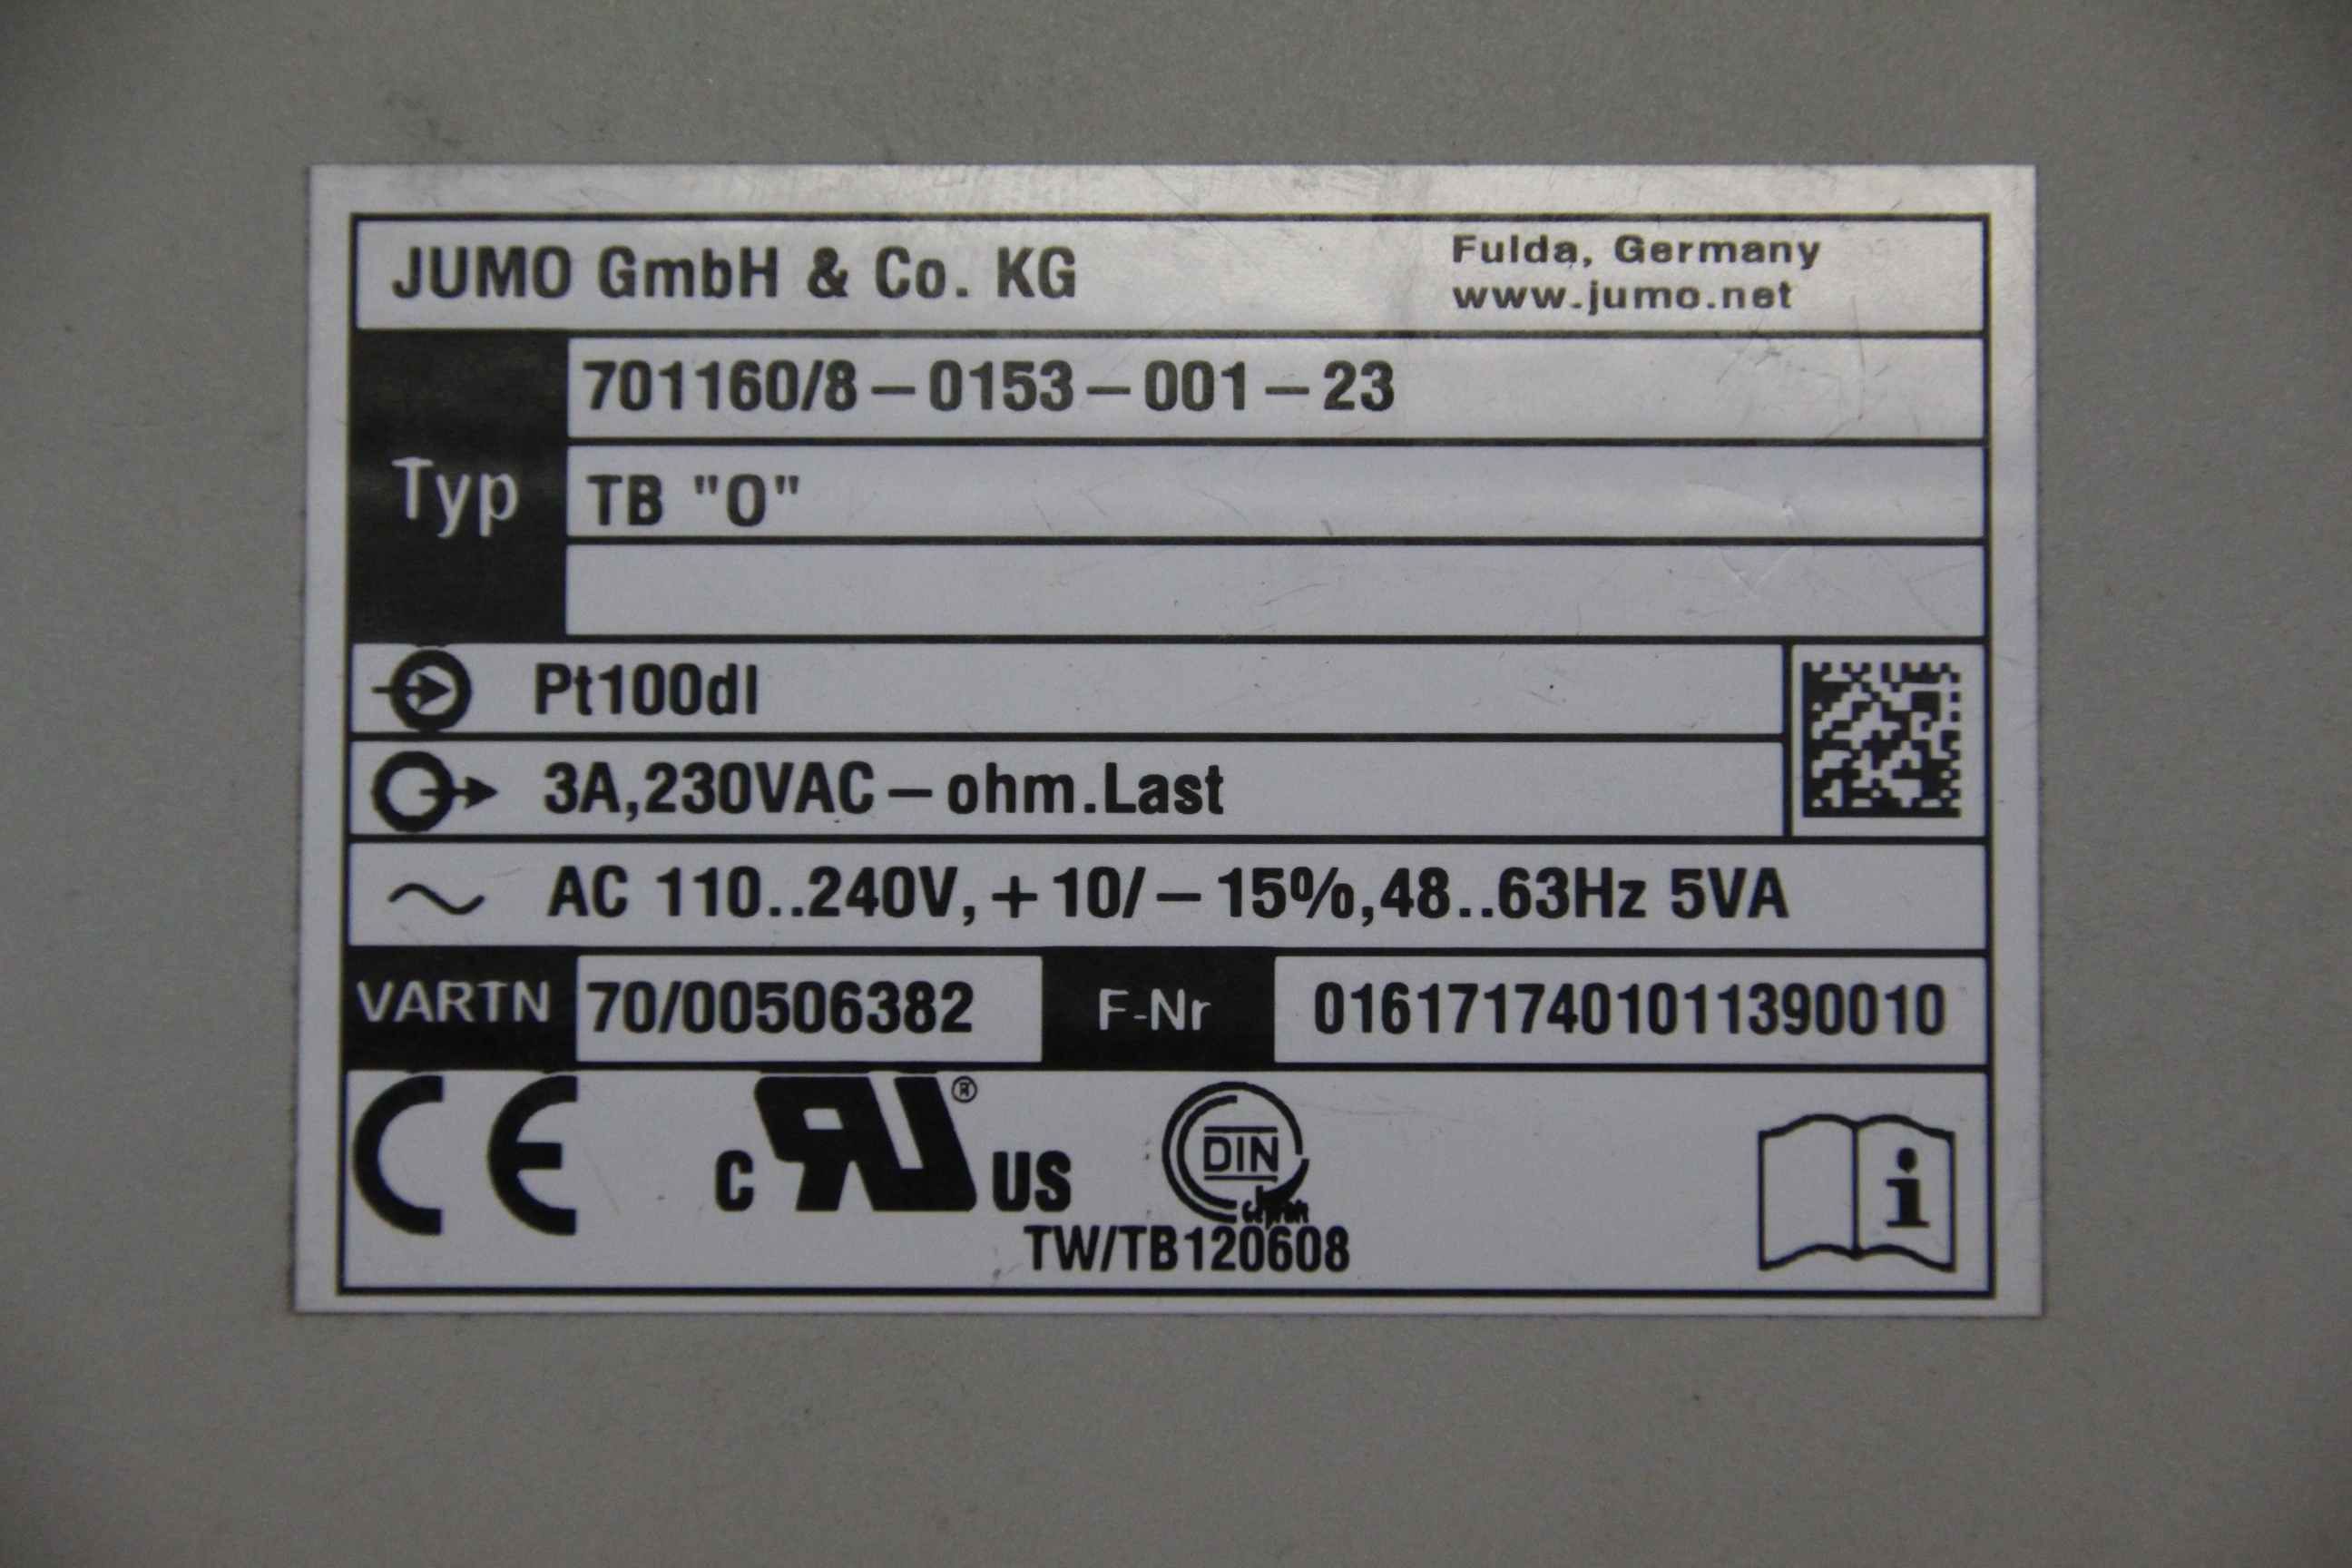 JUMO GmbH & Co. KG
Fulda, Germany
www.jumo.net
Typ
701160/8-0153-001-23
TB "O"
Pt100dl
3A,230VAC-ohm.Last
AC 110..240V,+10/-15%,48..63Hz 5VA
VARTN 70/00506382 F-Nr 0161717401011390010
CE c RU® US DIN i
TW/TB120608